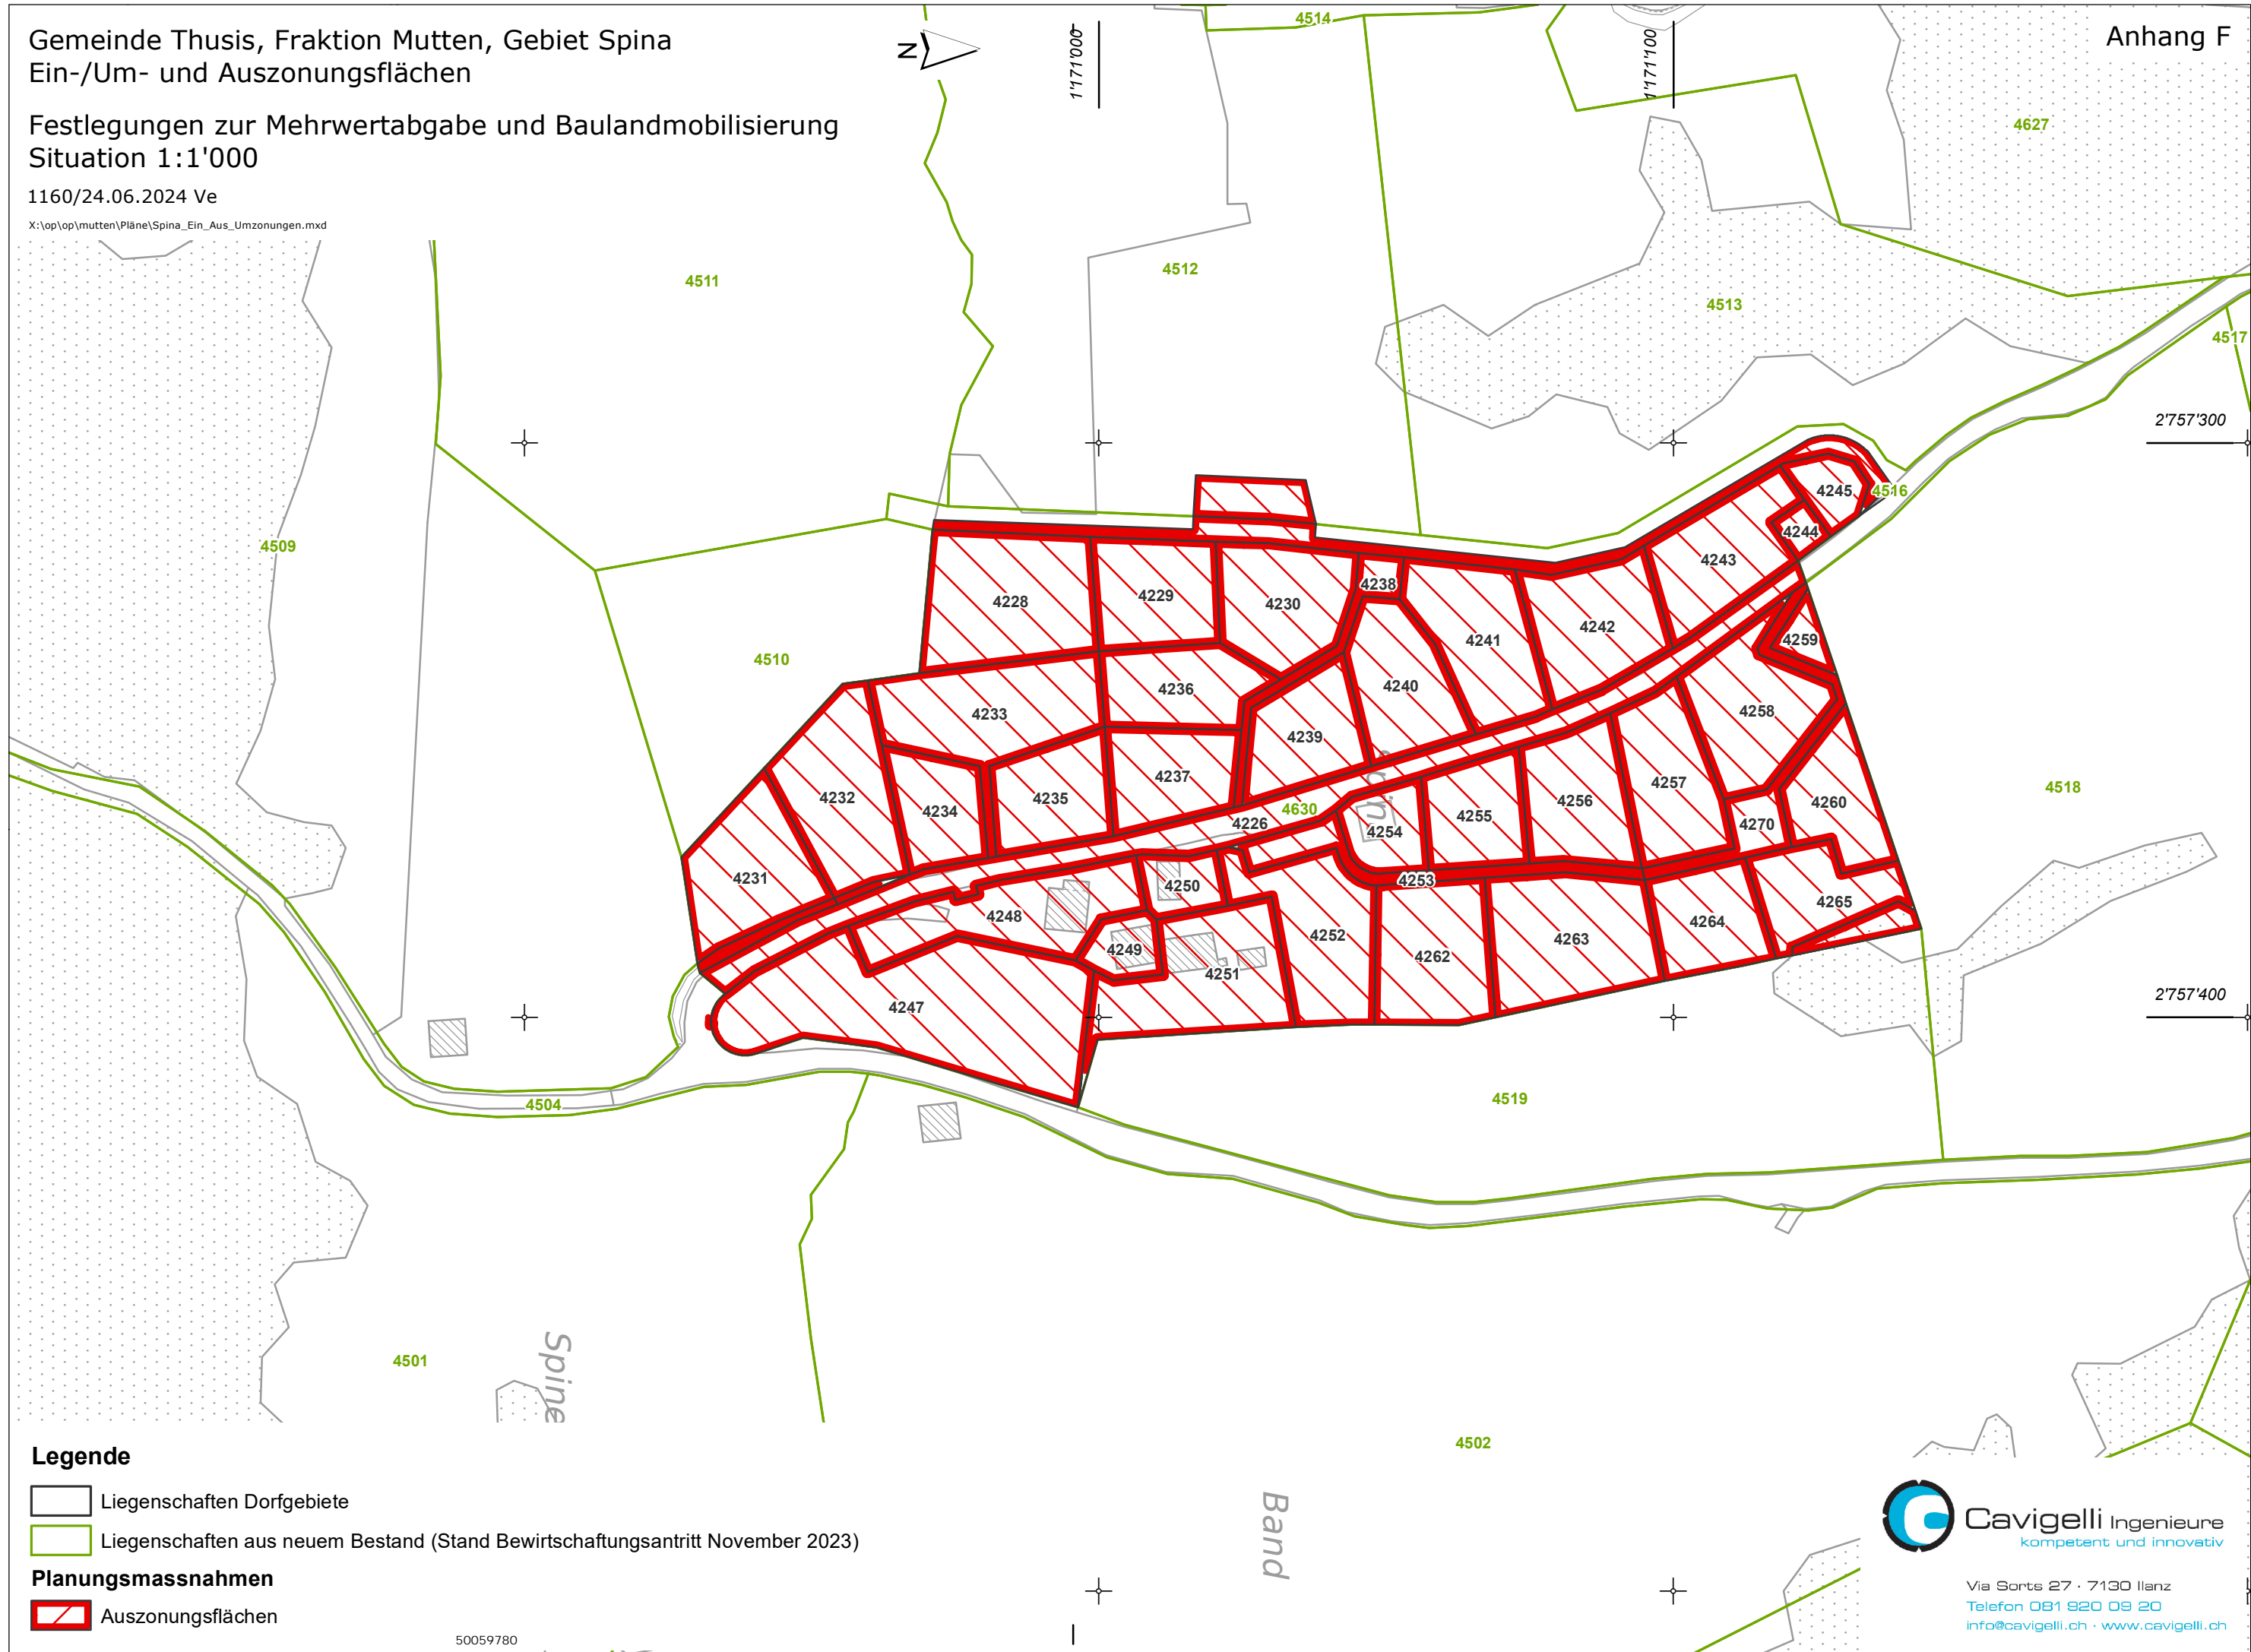 Gemeinde Thusis, Fraktion Mutten, Gebiet Spina
Ein-/Um- und Auszonungsflächen
Festlegungen zur Mehrwertabgabe und Baulandmobilisierung
Situation 1:1'000
1160/24.06.2024 Ve
X:\op\op\mutten\Pläne\Spina_Ein_Aus_Umzonungen.mxd
N
1'171'000
1'171'100
Anhang F
4514
4627
4511
4512
4513
4517
2'757'300
4509
4245
4516
4244
4243
4238
4228
4229
4230
4242
4241
4259
4510
4236
4240
4233
4258
4239
4237
4257
4518
4232
4235
4256
4260
4234
4630
4255
4226
4254
4270
4231
4253
4250
4265
4248
4264
4252
4263
4249
4262
4251
2'757'400
4247
4504
4519
4501
Spine
4502
Band
Legende
Liegenschaften Dorfgebiete
Liegenschaften aus neuem Bestand (Stand Bewirtschaftungsantritt November 2023)
Planungsmassnahmen
Auszonungsflächen
50059780
Cavigelli Ingenieure
kompetent und innovativ
Via Sorts 27 · 7130 Ilanz
Telefon 081 920 09 20
info@cavigelli.ch · www.cavigelli.ch